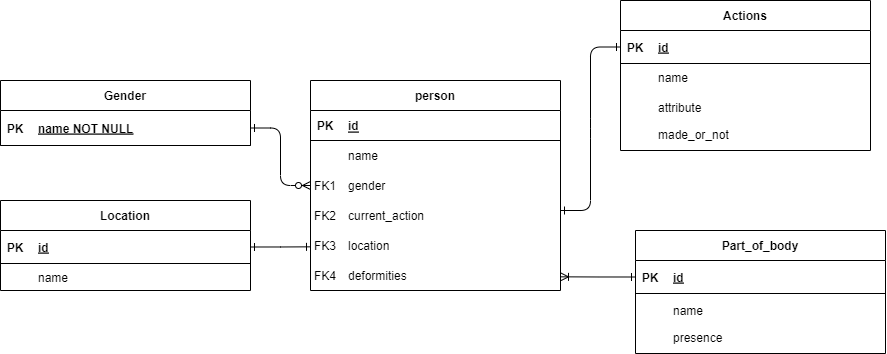 Actions
PK id
name
attribute
made_or_not
Gender
PK name NOT NULL
person
PK id
name
FK1 gender
FK2 current_action
FK3 location
FK4 deformities
Location
PK id
name
Part_of_body
PK id
name
presence